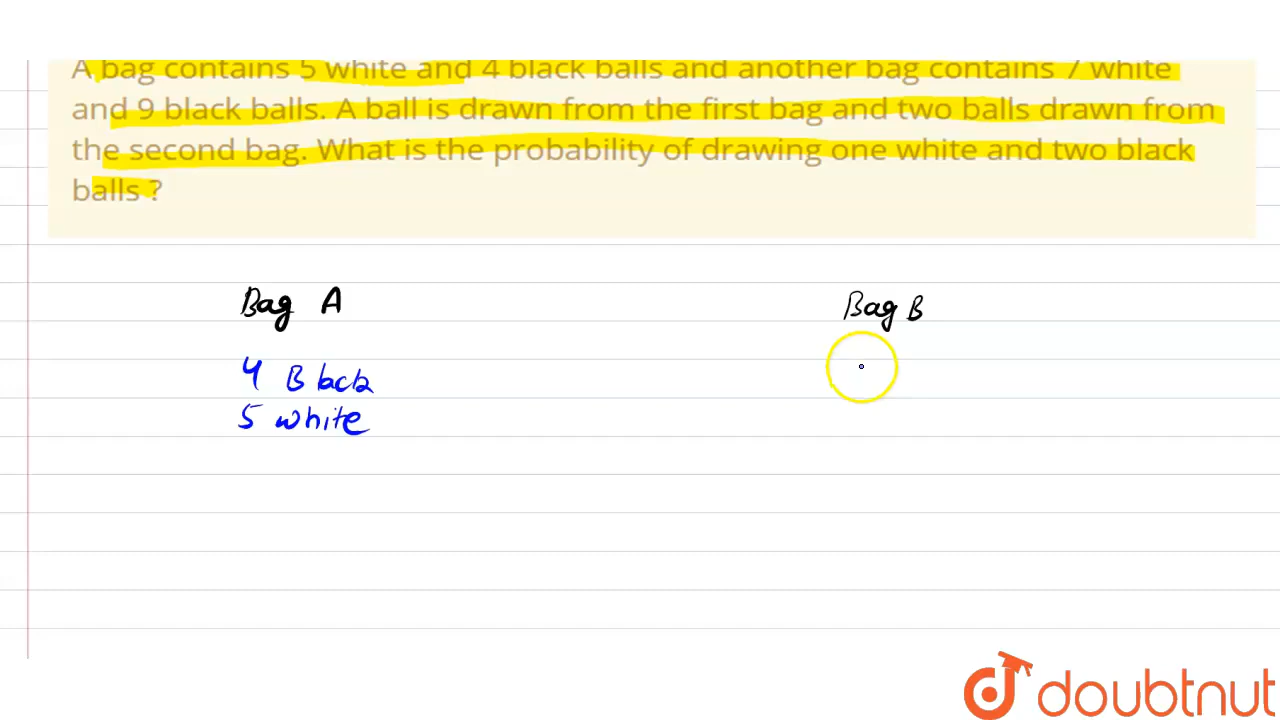 A bag contains 5 white and 4 black balls and another bag contains 7 white
and 9 black balls. A ball is drawn from the first bag and two balls drawn from
the second bag. What is the probability of drawing one white and two black
balls ?
Bag A
Bag B
4 Black
5 white
doubtnut